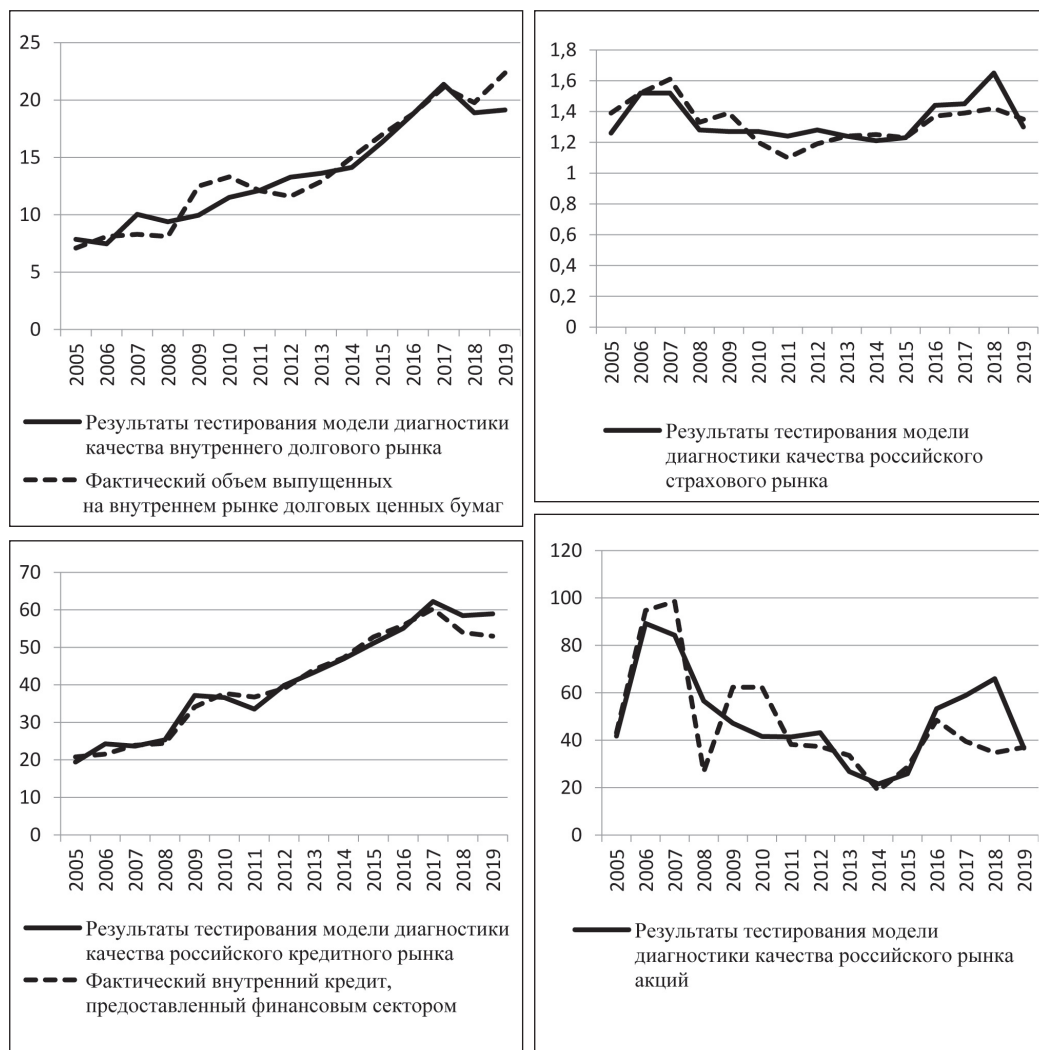 25
20
15
10
5
0
2005 2006 2007 2008 2009 2010 2011 2012 2013 2014 2015 2016 2017 2018 2019
Результаты тестирования модели диагностики
качества внутреннего долгового рынка
Фактический объем выпущенных
на внутреннем рынке долговых ценных бумаг
1,8
1,6
1,4
1,2
1
0,8
0,6
0,4
0,2
0
2005 2006 2007 2008 2009 2010 2011 2012 2013 2014 2015 2016 2017 2018 2019
Результаты тестирования модели
диагностики качества российского
страхового рынка
70
60
50
40
30
20
10
0
2005 2006 2007 2008 2009 2010 2011 2012 2013 2014 2015 2016 2017 2018 2019
Результаты тестирования модели диагностики
качества российского кредитного рынка
Фактический внутренний кредит,
предоставленный финансовым сектором
120
100
80
60
40
20
0
2005 2006 2007 2008 2009 2010 2011 2012 2013 2014 2015 2016 2017 2018 2019
Результаты тестирования модели
диагностики качества российского рынка
акций